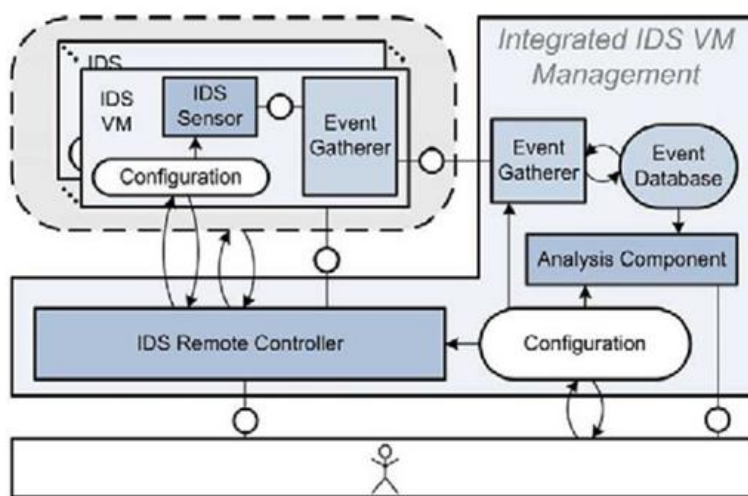 Integrated IDS VM
Management
IDS
IDS
VM
IDS
Sensor
Event
Gatherer
Configuration
Event
Gatherer
Event
Database
Analysis Component
IDS Remote Controller
Configuration